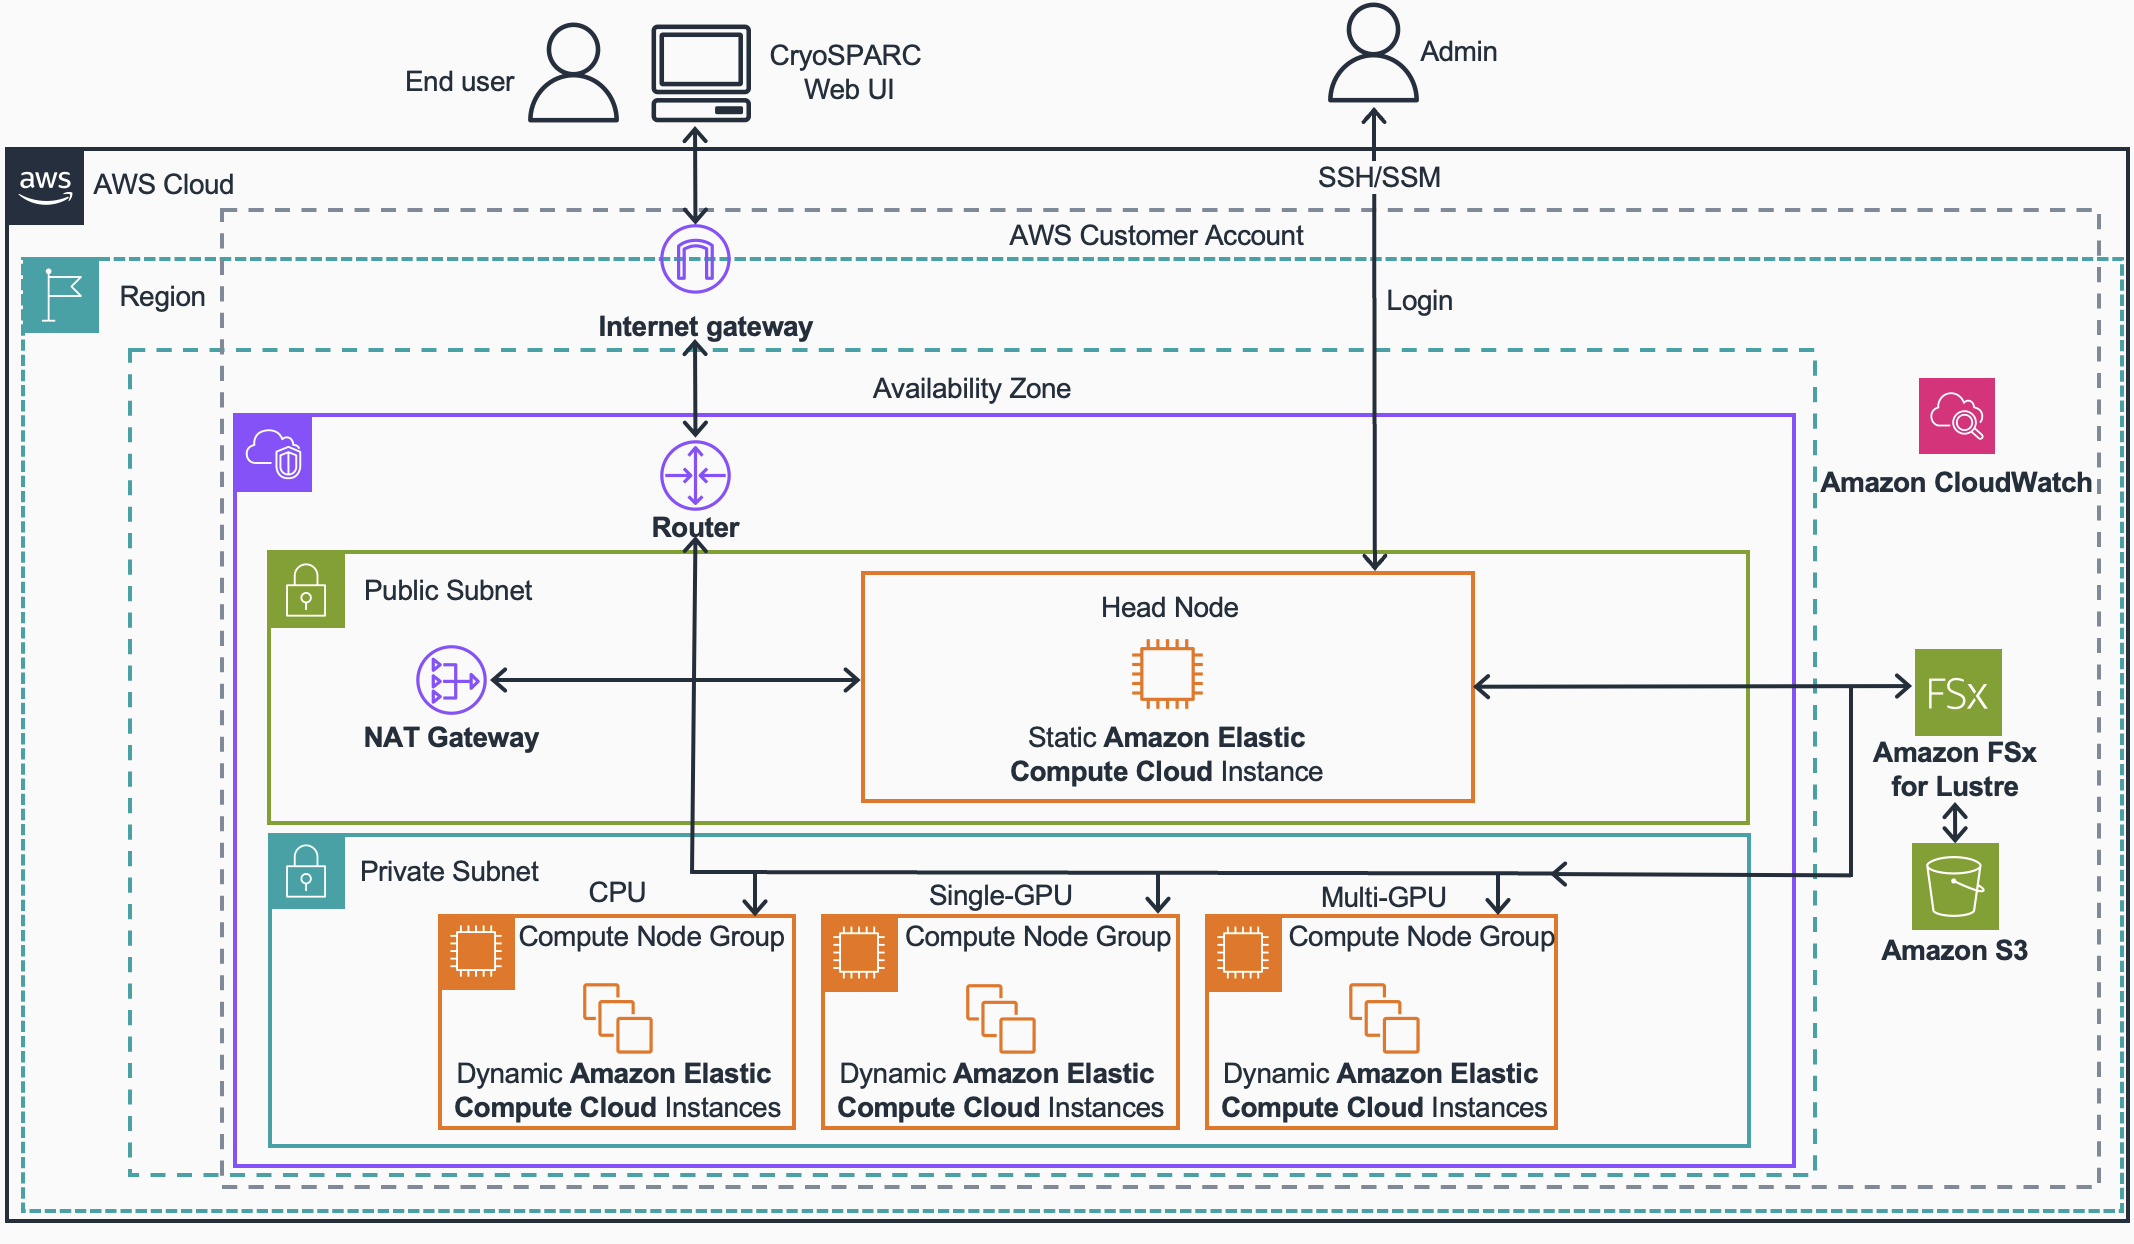 End user
CryoSPARC
Web UI
Admin
aws
AWS Cloud
SSH/SSM
AWS Customer Account
Region
Login
Internet gateway
Availability Zone
Amazon CloudWatch
Router
Public Subnet
Head Node
NAT Gateway
Static Amazon Elastic
Compute Cloud Instance
FSx
Amazon FSx
for Lustre
Private Subnet
CPU
Single-GPU
Multi-GPU
Compute Node Group
Compute Node Group
Compute Node Group
Amazon S3
Dynamic Amazon Elastic
Compute Cloud Instances
Dynamic Amazon Elastic
Compute Cloud Instances
Dynamic Amazon Elastic
Compute Cloud Instances